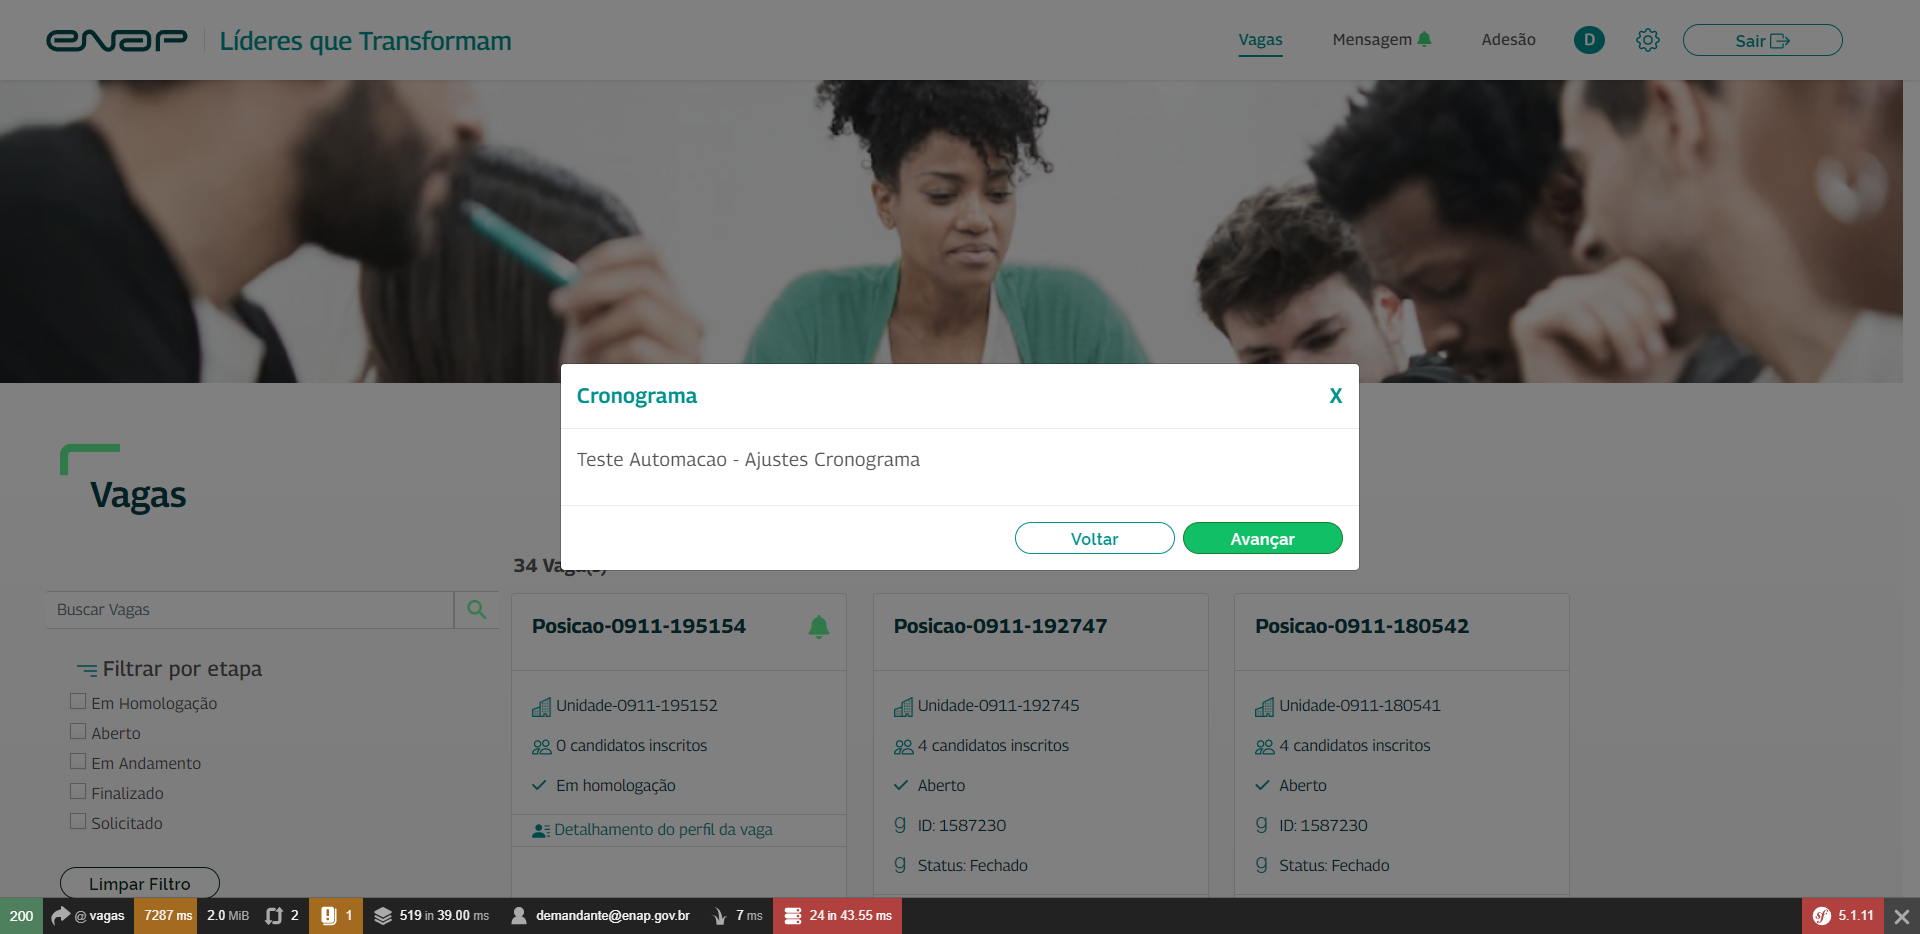 enap
Líderes que Transformam
Vagas
Mensagem
Adesão
D
Sair
Cronograma
X
Teste Automacao - Ajustes Cronograma
Voltar
Avançar
Vagas
34 Vaga(s)
Buscar Vagas
Filtrar por etapa
Em Homologação
Aberto
Em Andamento
Finalizado
Solicitado
Limpar Filtro
Posicao-0911-195154
Unidade-0911-195152
0 candidatos inscritos
Em homologação
Detalhamento do perfil da vaga
Posicao-0911-192747
Unidade-0911-192745
4 candidatos inscritos
Aberto
g ID: 1587230
g Status: Fechado
Posicao-0911-180542
Unidade-0911-180541
4 candidatos inscritos
Aberto
g ID: 1587230
g Status: Fechado
200 @ vagas 7287 ms 2.0 MiB 2 1 519 in 39.00 ms demandante@enap.gov.br 7 ms 24 in 43.55 ms sf 5.1.11